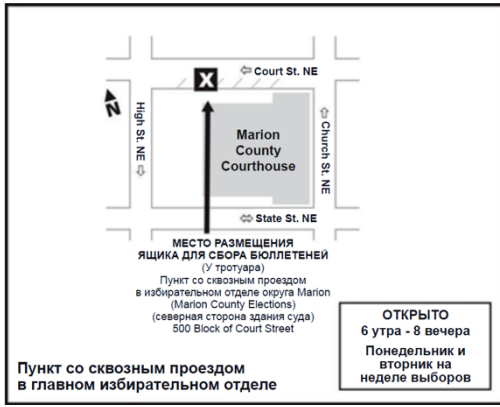 Court St. NE
X
N
High St. NE
Marion
County
Courthouse
Church St. NE
State St. NE
МЕСТО РАЗМЕЩЕНИЯ
ЯЩИКА ДЛЯ СБОРА БЮЛЛЕТЕНЕЙ
(У тротуара)
Пункт со сквозным проездом
в избирательном отделе округа Marion
(Marion County Elections)
(северная сторона здания суда)
500 Block of Court Street
ОТКРЫТО
6 утра - 8 вечера
Понедельник и
вторник на
неделе выборов
Пункт со сквозным проездом
в главном избирательном отделе